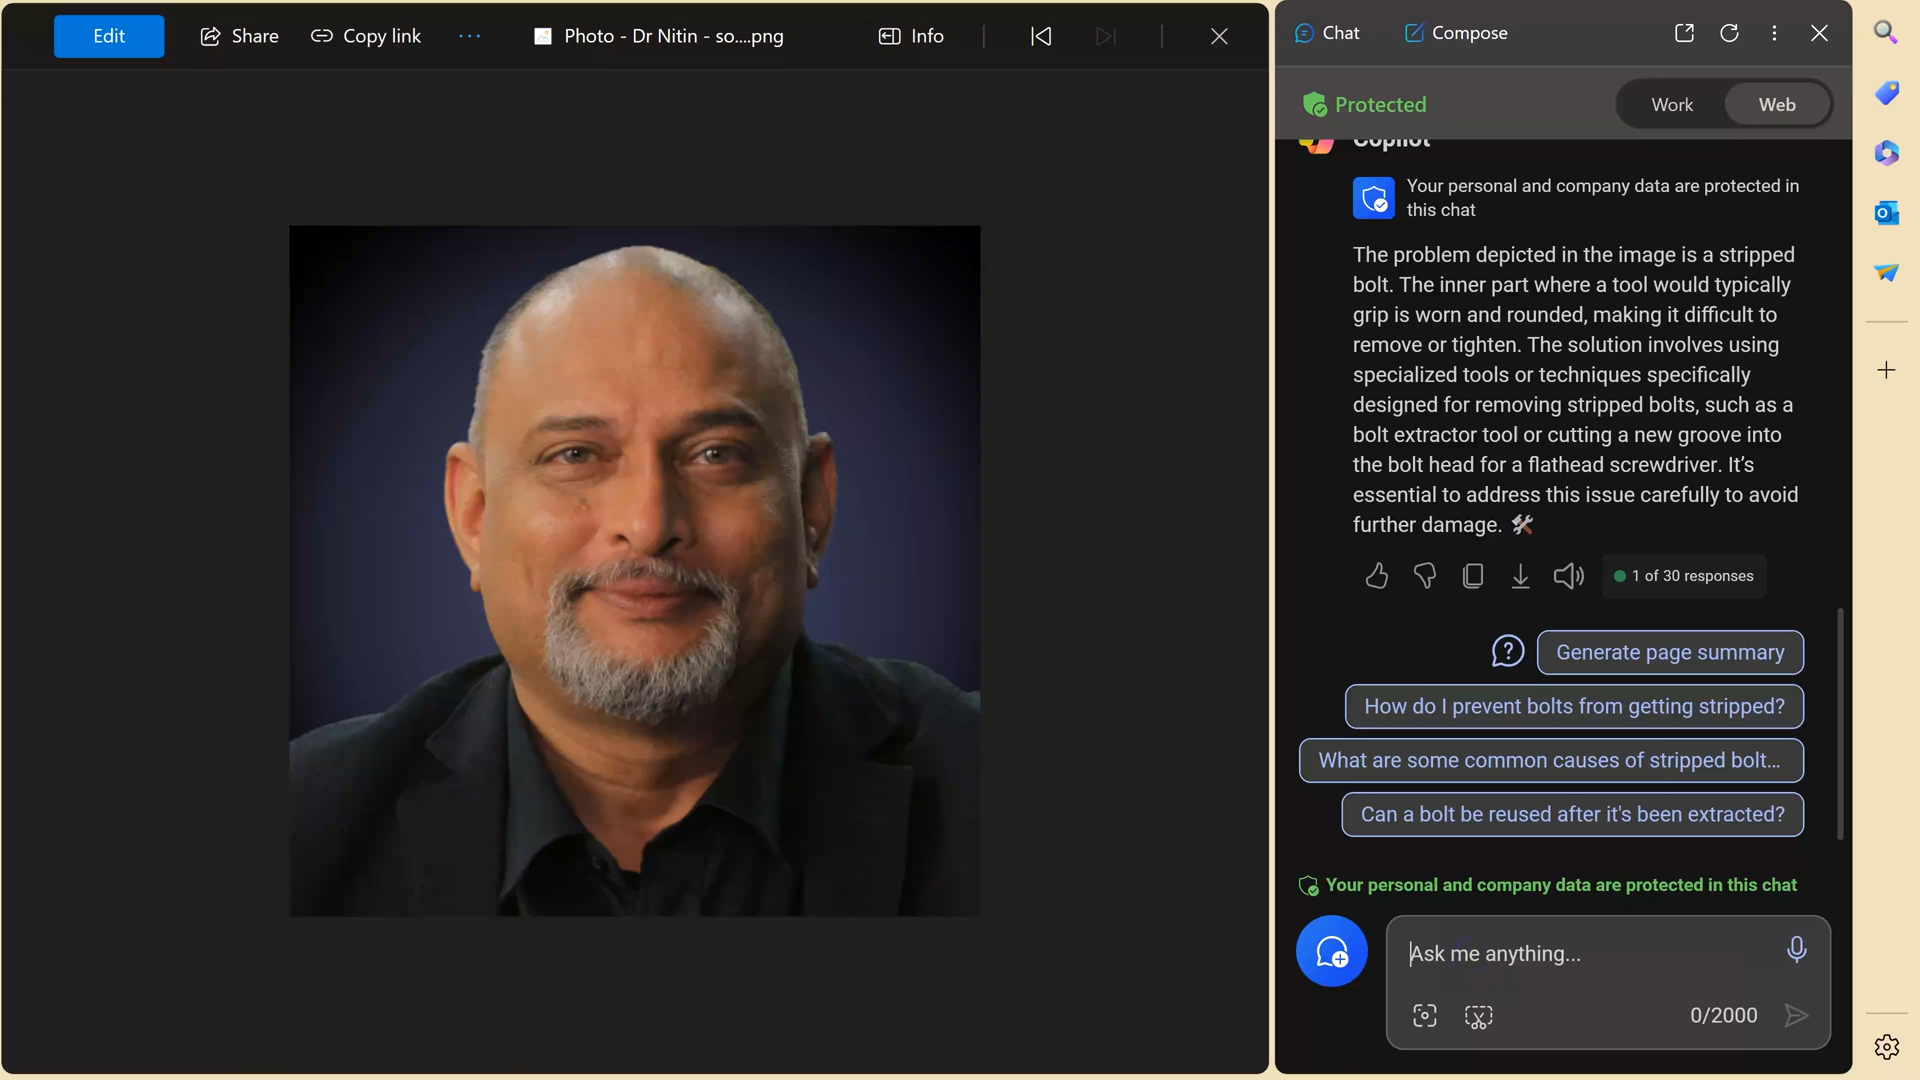 Edit
Share
Copy link
Photo - Dr Nitin - so....png
Info
Chat
Compose
Protected
Work
Web
Copilot
Your personal and company data are protected in
this chat
The problem depicted in the image is a stripped
bolt. The inner part where a tool would typically
grip is worn and rounded, making it difficult to
remove or tighten. The solution involves using
specialized tools or techniques specifically
designed for removing stripped bolts, such as a
bolt extractor tool or cutting a new groove into
the bolt head for a flathead screwdriver. It’s
essential to address this issue carefully to avoid
further damage.
1 of 30 responses
Generate page summary
How do I prevent bolts from getting stripped?
What are some common causes of stripped bolt...
Can a bolt be reused after it's been extracted?
Your personal and company data are protected in this chat
Ask me anything...
0/2000